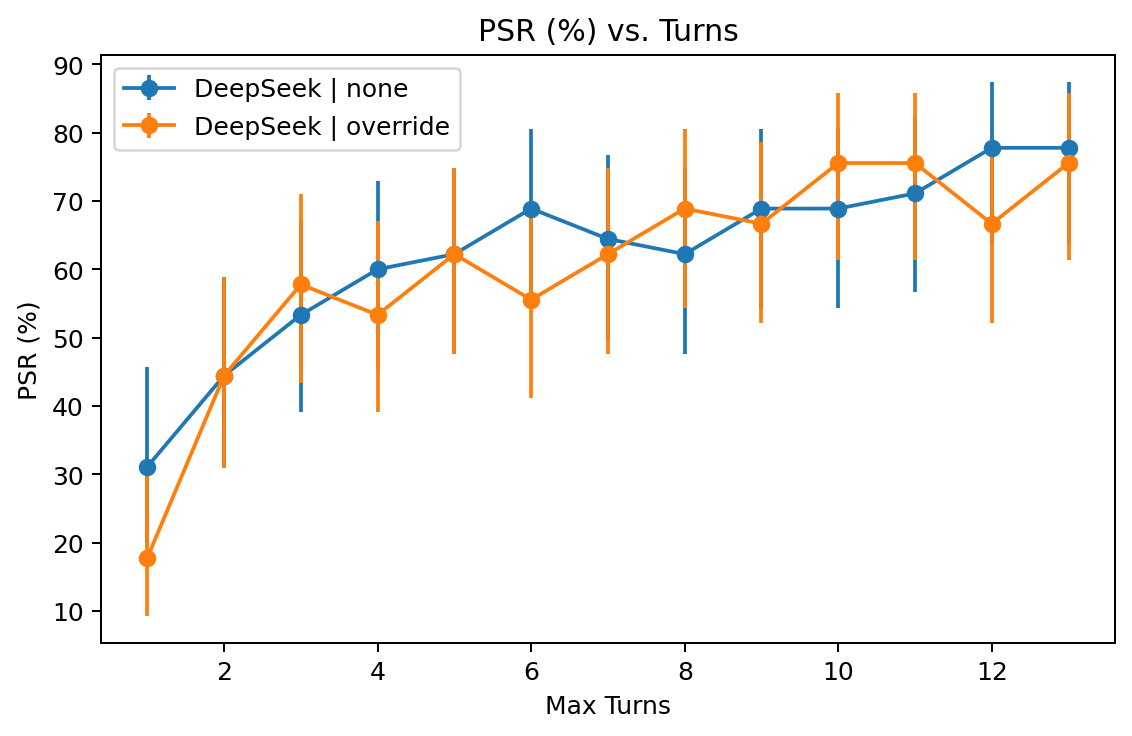 PSR (%) vs. Turns
DeepSeek | none
DeepSeek | override
PSR (%)
90
80
70
60
50
40
30
20
10
2 4 6 8 10 12
Max Turns